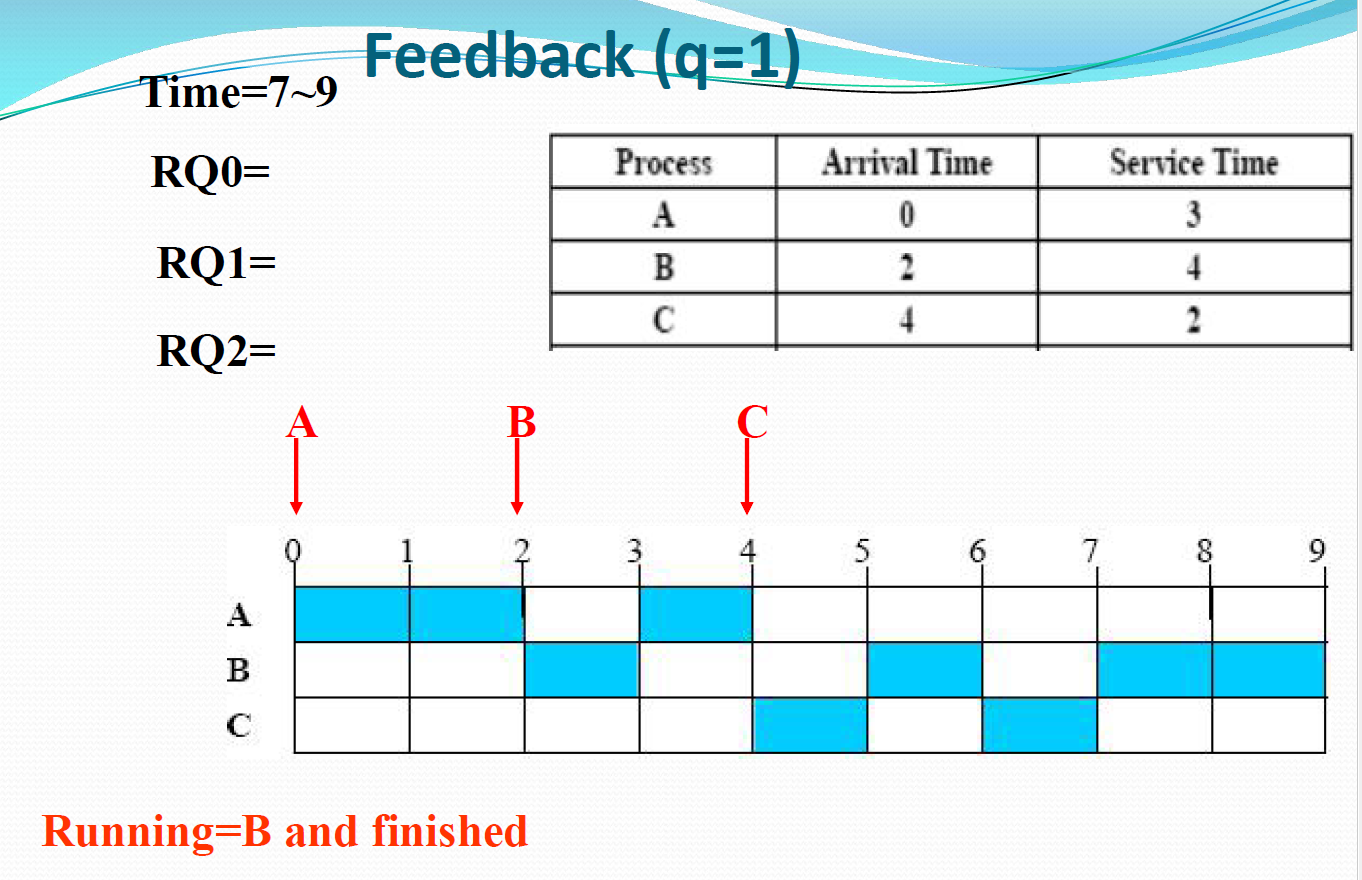 Feedback (q=1)
Time=7~9
RQ0=
RQ1=
RQ2=
Process Arrival Time Service Time
A 0 3
B 2 4
C 4 2
A B C
0 1 2 3 4 5 6 7 8 9
A
B
C
Running=B and finished